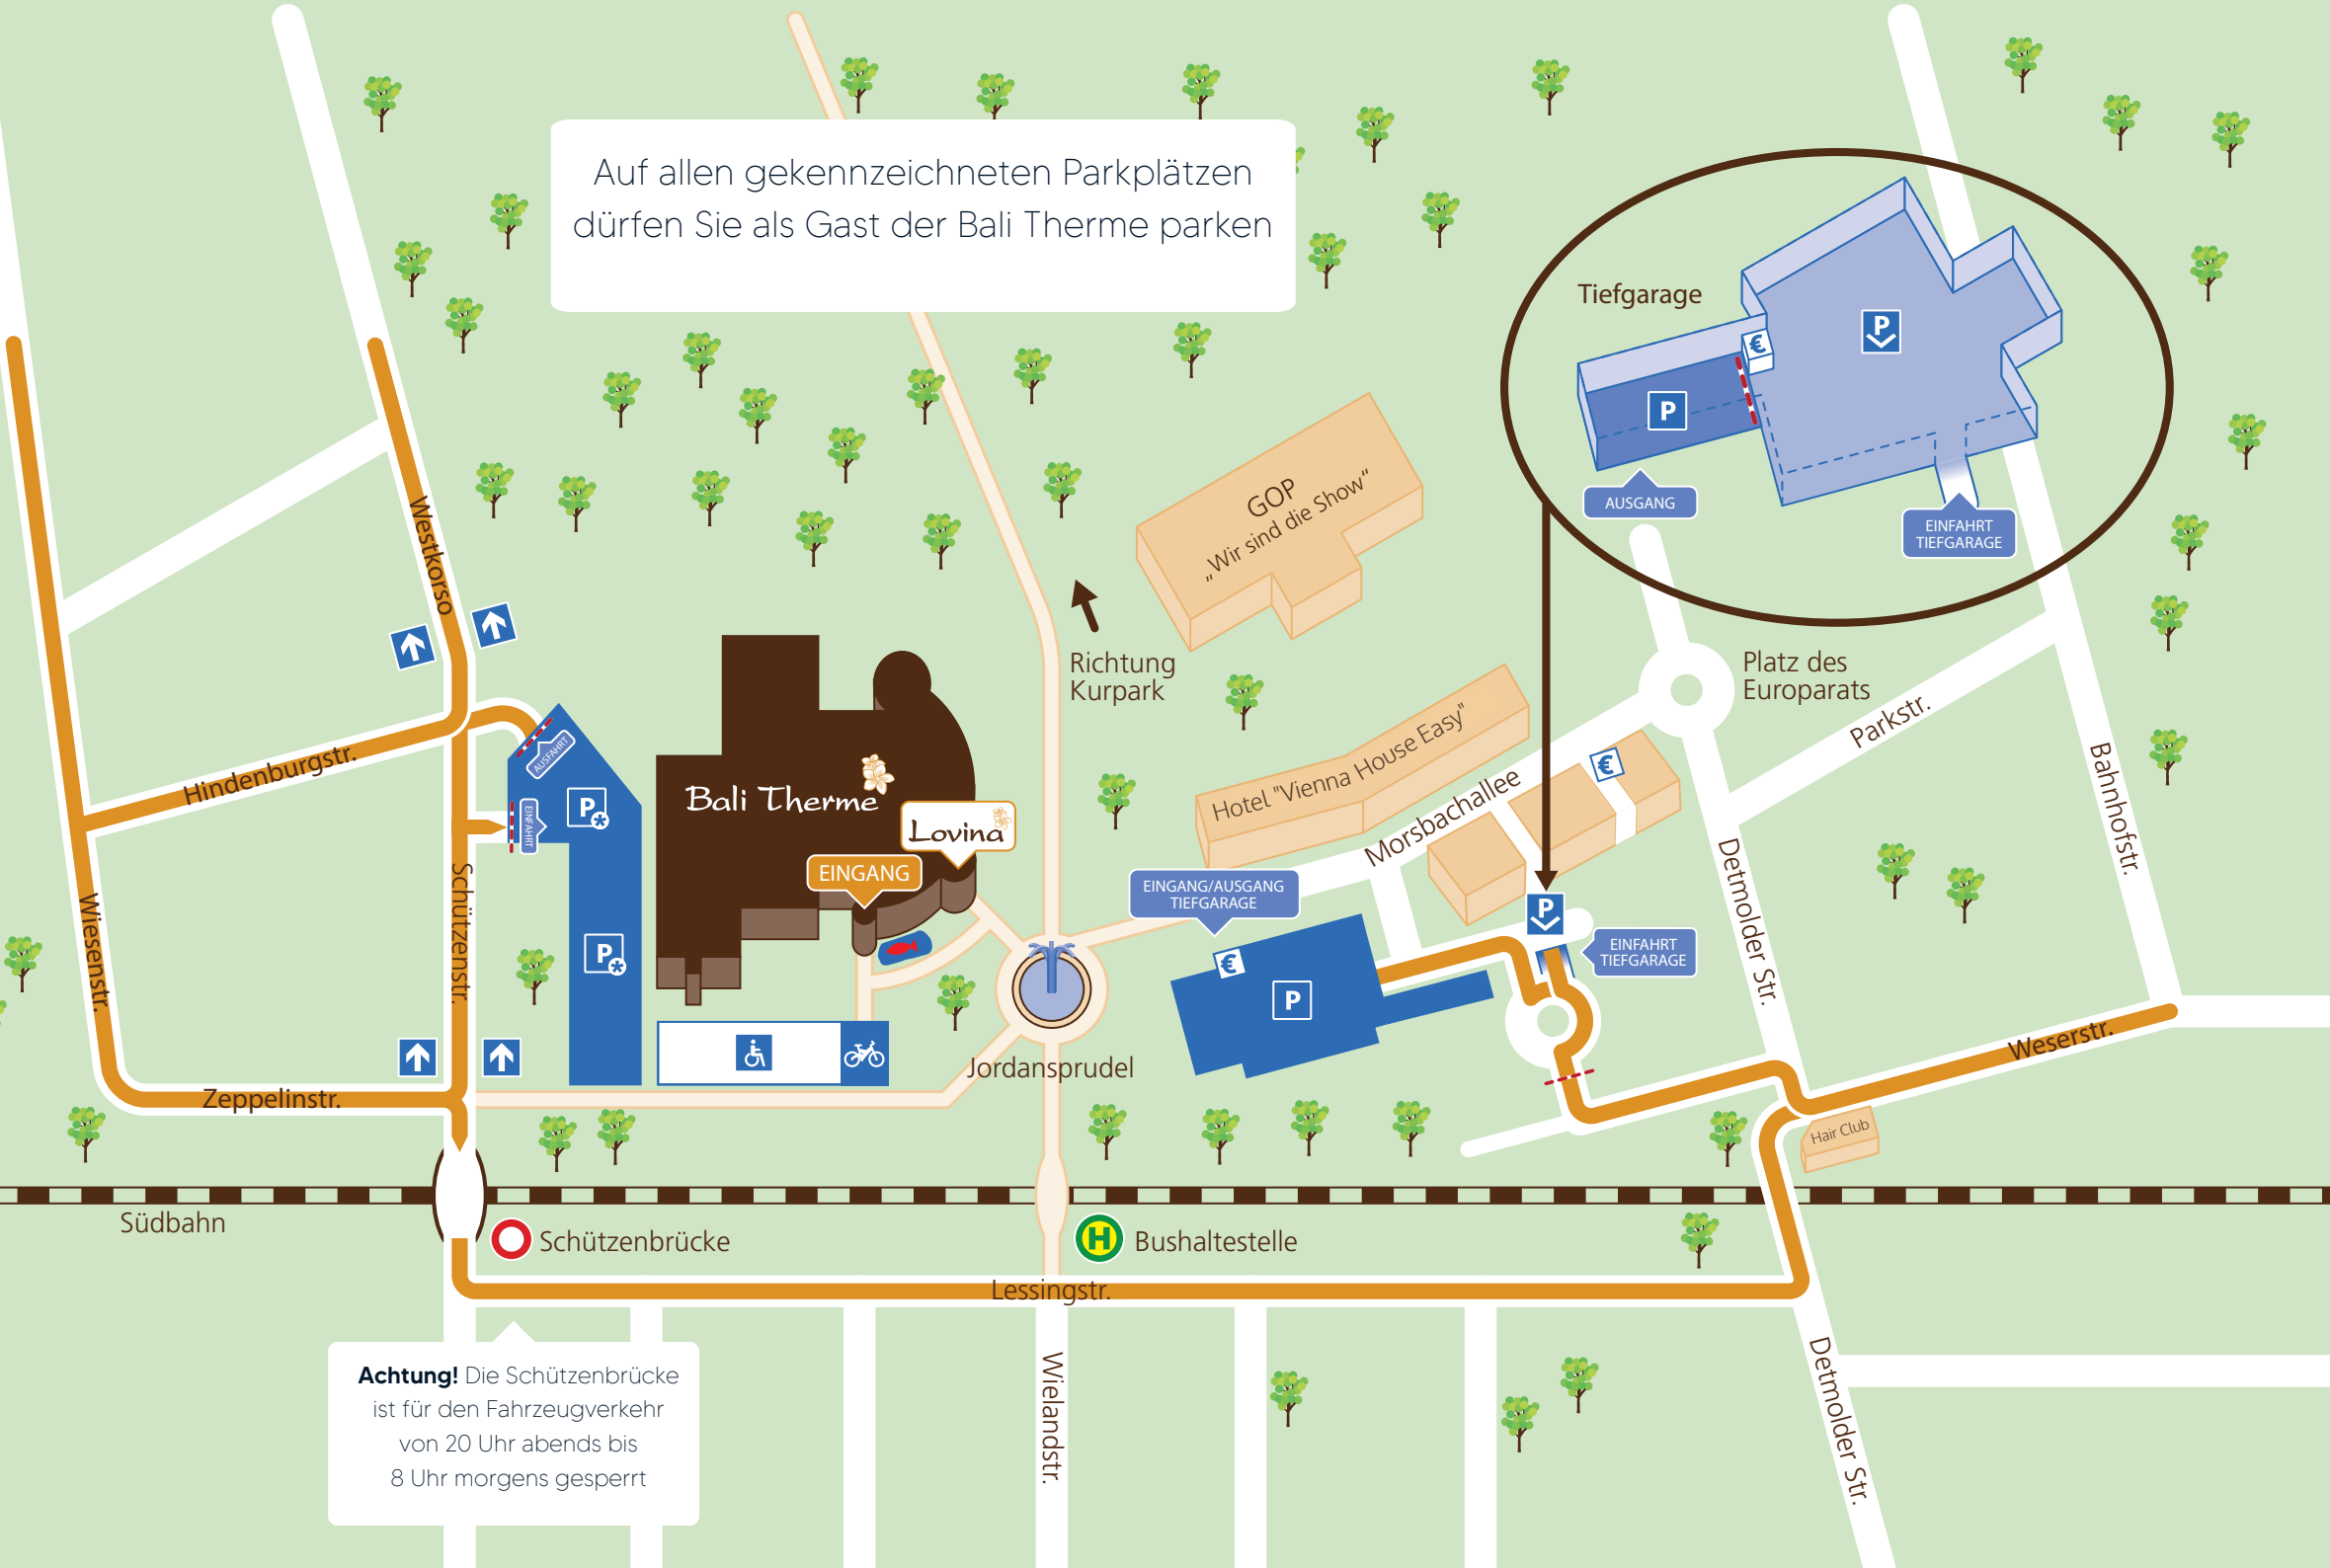 Auf allen gekennzeichneten Parkplätzen
dürfen Sie als Gast der Bali Therme parken
Tiefgarage
€
P
P
AUSGANG
EINFAHRT
TIEFGARAGE
GOP
„Wir sind die Show“
Westkorso
Richtung
Kurpark
Platz des
Europarats
Parkstr.
Bahnhofstr.
Hindenburgstr.
AUSFAHRT
EINFAHRT
P
P
Bali Therme
Lovina
EINGANG
Hotel "Vienna House Easy"
Morsbachallee
€
Detmolder Str.
EINGANG/AUSGANG
TIEFGARAGE
P
EINFAHRT
TIEFGARAGE
€
P
Wiesenstr.
Schützenstr.
Jordansprudel
Zeppelinstr.
Weserstr.
Hair Club
Südbahn
Schützenbrücke
H
Bushaltestelle
Lessingstr.
Wielandstr.
Detmolder Str.
Achtung! Die Schützenbrücke
ist für den Fahrzeugverkehr
von 20 Uhr abends bis
8 Uhr morgens gesperrt